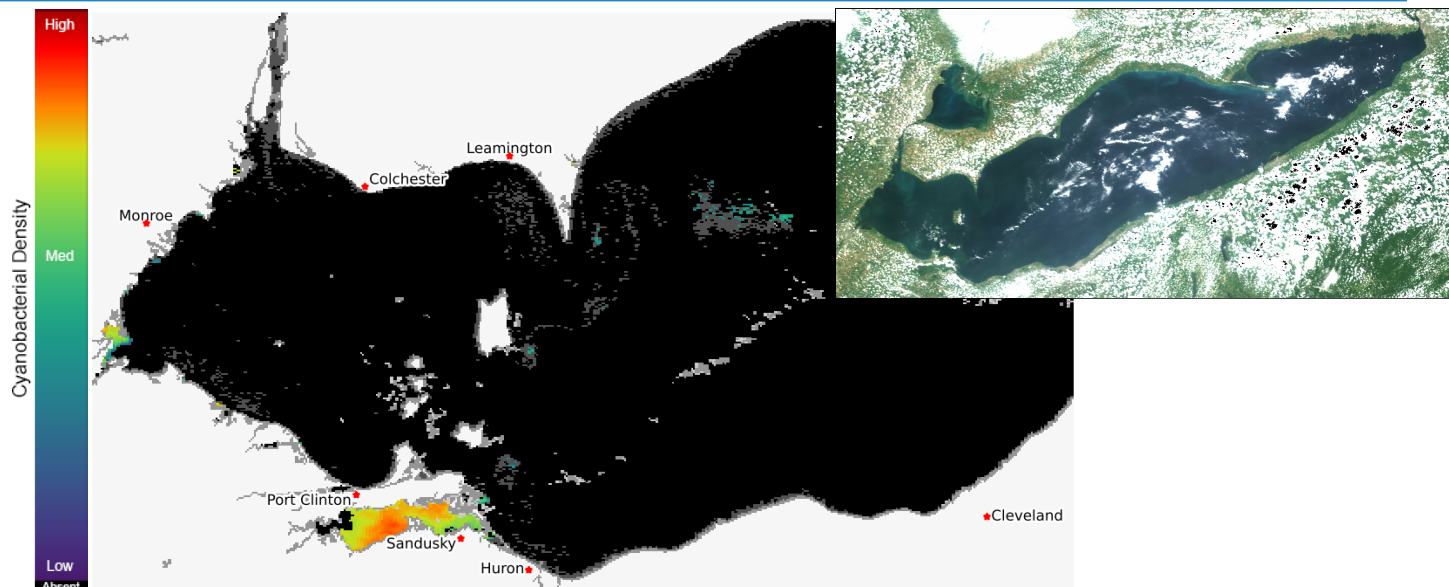 High
Cyanobacterial Density
Med
Low
Absent
Leamington
Colchester
Monroe
Port Clinton
Sandusky
Huron
Cleveland